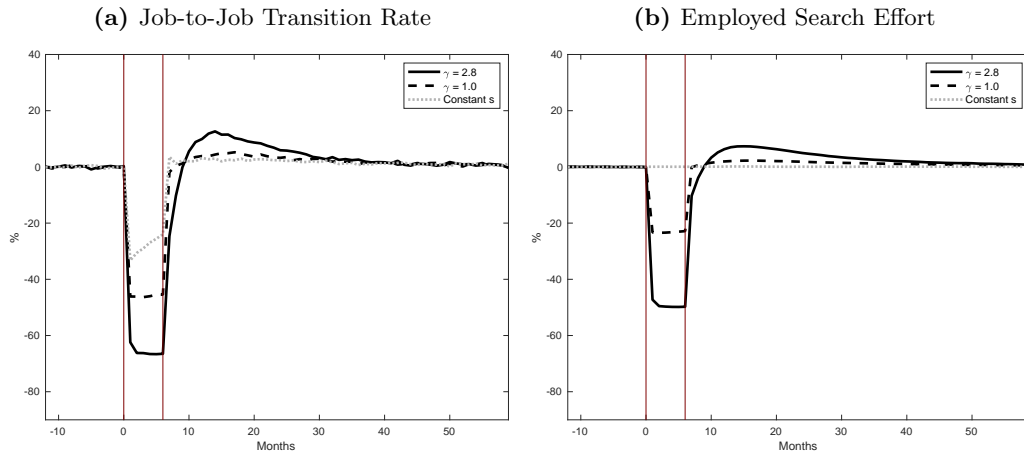 (a) Job-to-Job Transition Rate
40
20
0
-20
-40
-60
-80
%
-10 0 10 20 30 40 50
Months
γ = 2.8
γ = 1.0
Constant s
(b) Employed Search Effort
40
20
0
-20
-40
-60
-80
%
-10 0 10 20 30 40 50
Months
γ = 2.8
γ = 1.0
Constant s